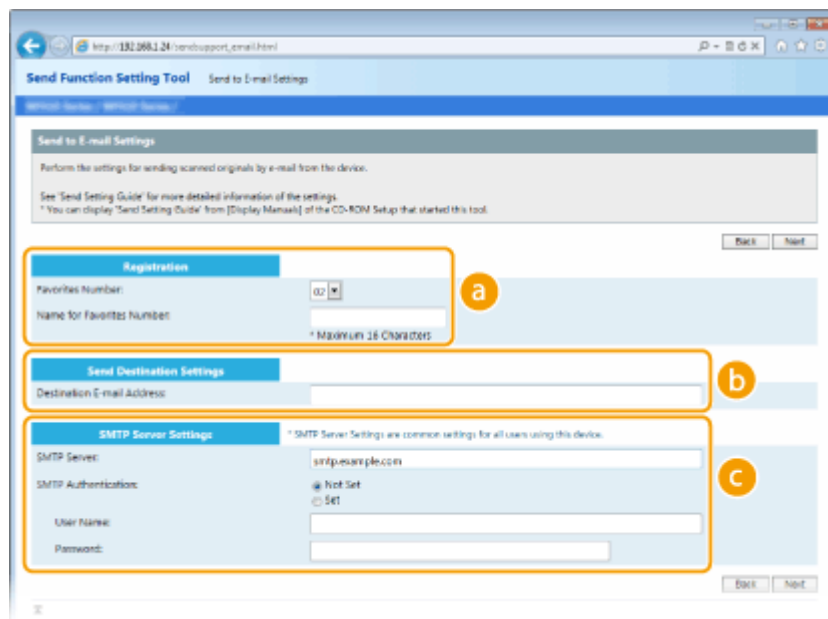 http://192.168.1.24/sendsupport_email.html
Send Function Setting Tool Send to E-mail Settings
Send to E-mail Settings
Perform the settings for sending scanned originals by e-mail from the device.
See 'Send Setting Guide' for more detailed information of the settings.
* You can display 'Send Setting Guide' from [Display Manuals] of the CD-ROM Setup that started this tool.
Back Next
Registration
Favorites Number: 02
Name for Favorites Number:
* Maximum 16 Characters
a
Send Destination Settings
Destination E-mail Address:
b
SMTP Server Settings * SMTP Server Settings are common settings for all users using this device.
SMTP Server: smtp.example.com
SMTP Authentication: Not Set
Set
User Name:
Password:
c
Back Next